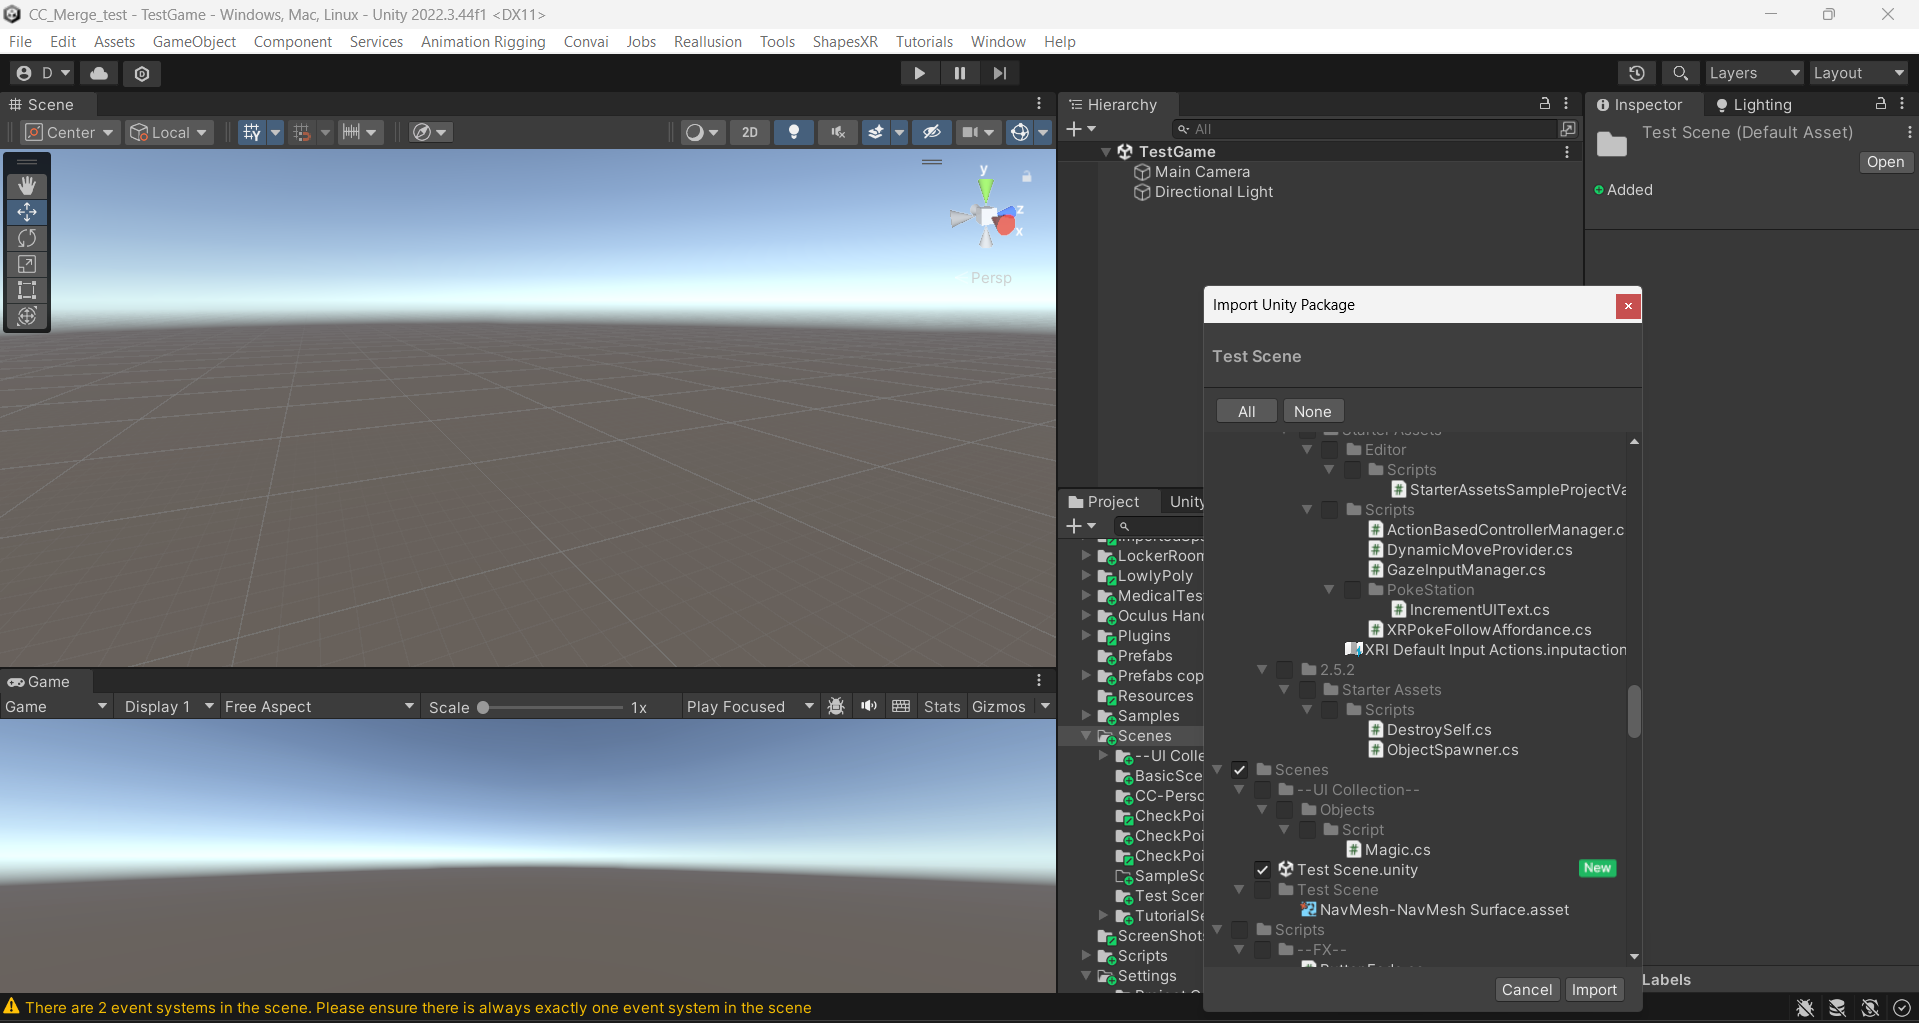 CC_Merge_test - TestGame - Windows, Mac, Linux - Unity 2022.3.44f1 <DX11>
File Edit Assets GameObject Component Services Animation Rigging Convai Jobs Reallusion Tools ShapesXR Tutorials Window Help
D Layers Layout
Scene
Center Local 2D
y
z
x
Persp
Hierarchy
All
TestGame
Main Camera
Directional Light
Inspector Lighting
Test Scene (Default Asset)
Open
Added
Project Unity
LockerRoom
LowlyPoly
MedicalTes
Oculus Han
Plugins
Prefabs
Prefabs cop
Resources
Samples
Scenes
--UI Colle
BasicSce
CC-Perso
CheckPoi
CheckPoi
CheckPoi
SampleSc
Test Scen
TutorialSc
ScreenShot
Scripts
Settings
Import Unity Package
Test Scene
All None
Starter Assets
Editor
Scripts
StarterAssetsSampleProjectVa
Scripts
ActionBasedControllerManager.c
DynamicMoveProvider.cs
GazeInputManager.cs
PokeStation
IncrementUIText.cs
XRPokeFollowAffordance.cs
XRI Default Input Actions.inputaction
2.5.2
Starter Assets
Scripts
DestroySelf.cs
ObjectSpawner.cs
Scenes
--UI Collection--
Objects
Script
Magic.cs
Test Scene.unity New
Test Scene
NavMesh-NavMesh Surface.asset
Scripts
--FX--
Cancel Import
Labels
Game
Game Display 1 Free Aspect Scale 1x Play Focused Stats Gizmos
There are 2 event systems in the scene. Please ensure there is always exactly one event system in the scene